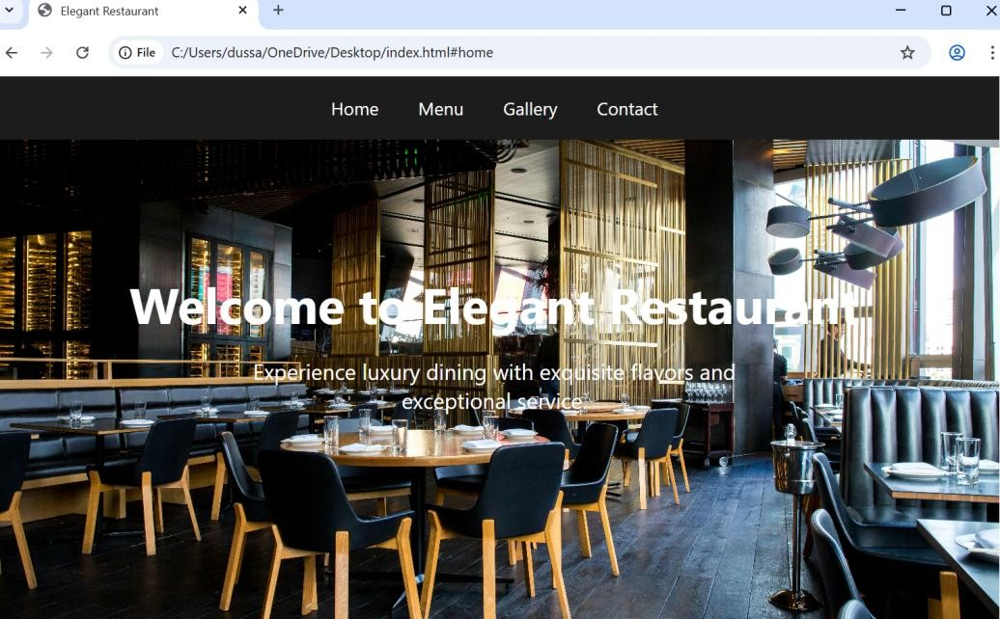 Elegant Restaurant
File C:/Users/dussa/OneDrive/Desktop/index.html#home
Home Menu Gallery Contact
Welcome to Elegant Restaurant
Experience luxury dining with exquisite flavors and
exceptional service